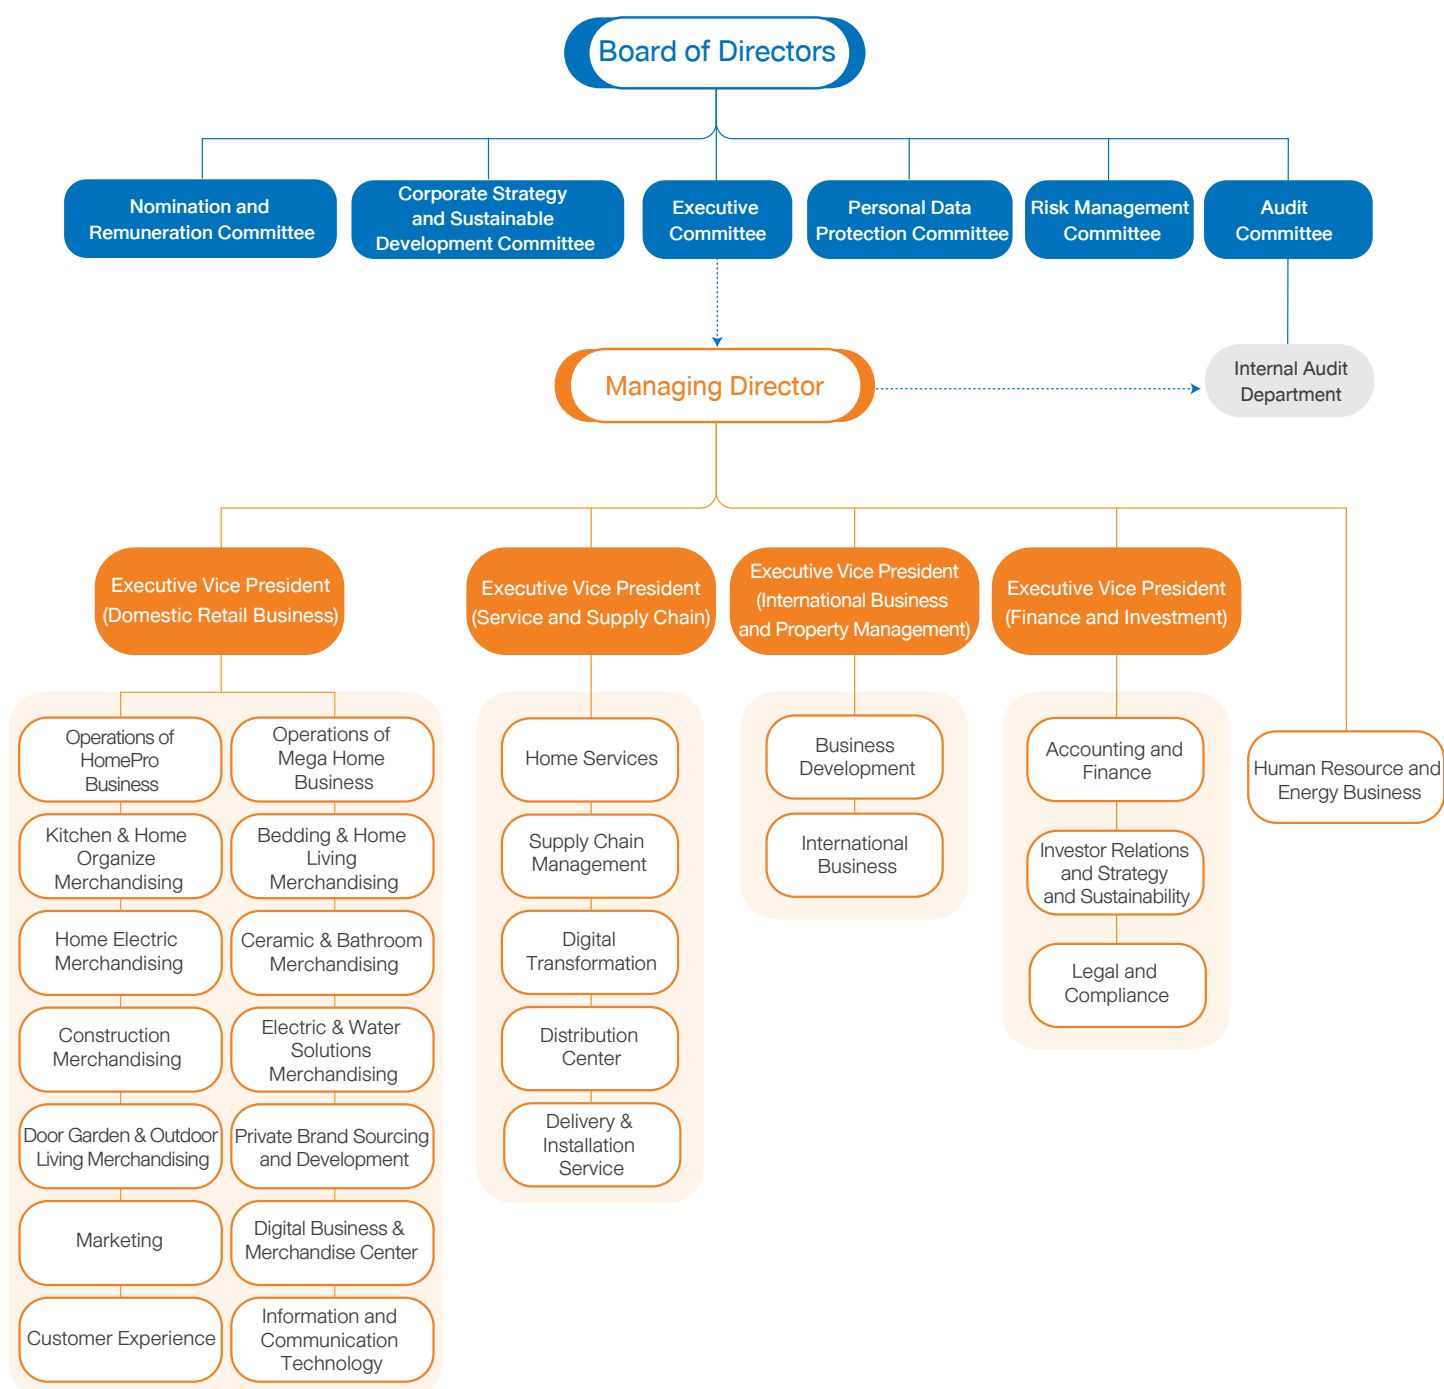 Board of Directors
Nomination and
Remuneration Committee
Corporate Strategy
and Sustainable
Development Committee
Executive
Committee
Personal Data
Protection Committee
Risk Management
Committee
Audit
Committee
Managing Director
Internal Audit
Department
Executive Vice President
(Domestic Retail Business)
Executive Vice President
(Service and Supply Chain)
Executive Vice President
(International Business
and Property Management)
Executive Vice President
(Finance and Investment)
Operations of
HomePro
Business
Kitchen & Home
Organize
Merchandising
Home Electric
Merchandising
Construction
Merchandising
Door Garden & Outdoor
Living Merchandising
Marketing
Customer Experience
Operations of
Mega Home
Business
Bedding & Home
Living
Merchandising
Ceramic & Bathroom
Merchandising
Electric & Water
Solutions
Merchandising
Private Brand Sourcing
and Development
Digital Business &
Merchandise Center
Information and
Communication
Technology
Home Services
Supply Chain
Management
Digital
Transformation
Distribution
Center
Delivery &
Installation
Service
Business
Development
International
Business
Accounting and
Finance
Investor Relations
and Strategy
and Sustainability
Legal and
Compliance
Human Resource and
Energy Business